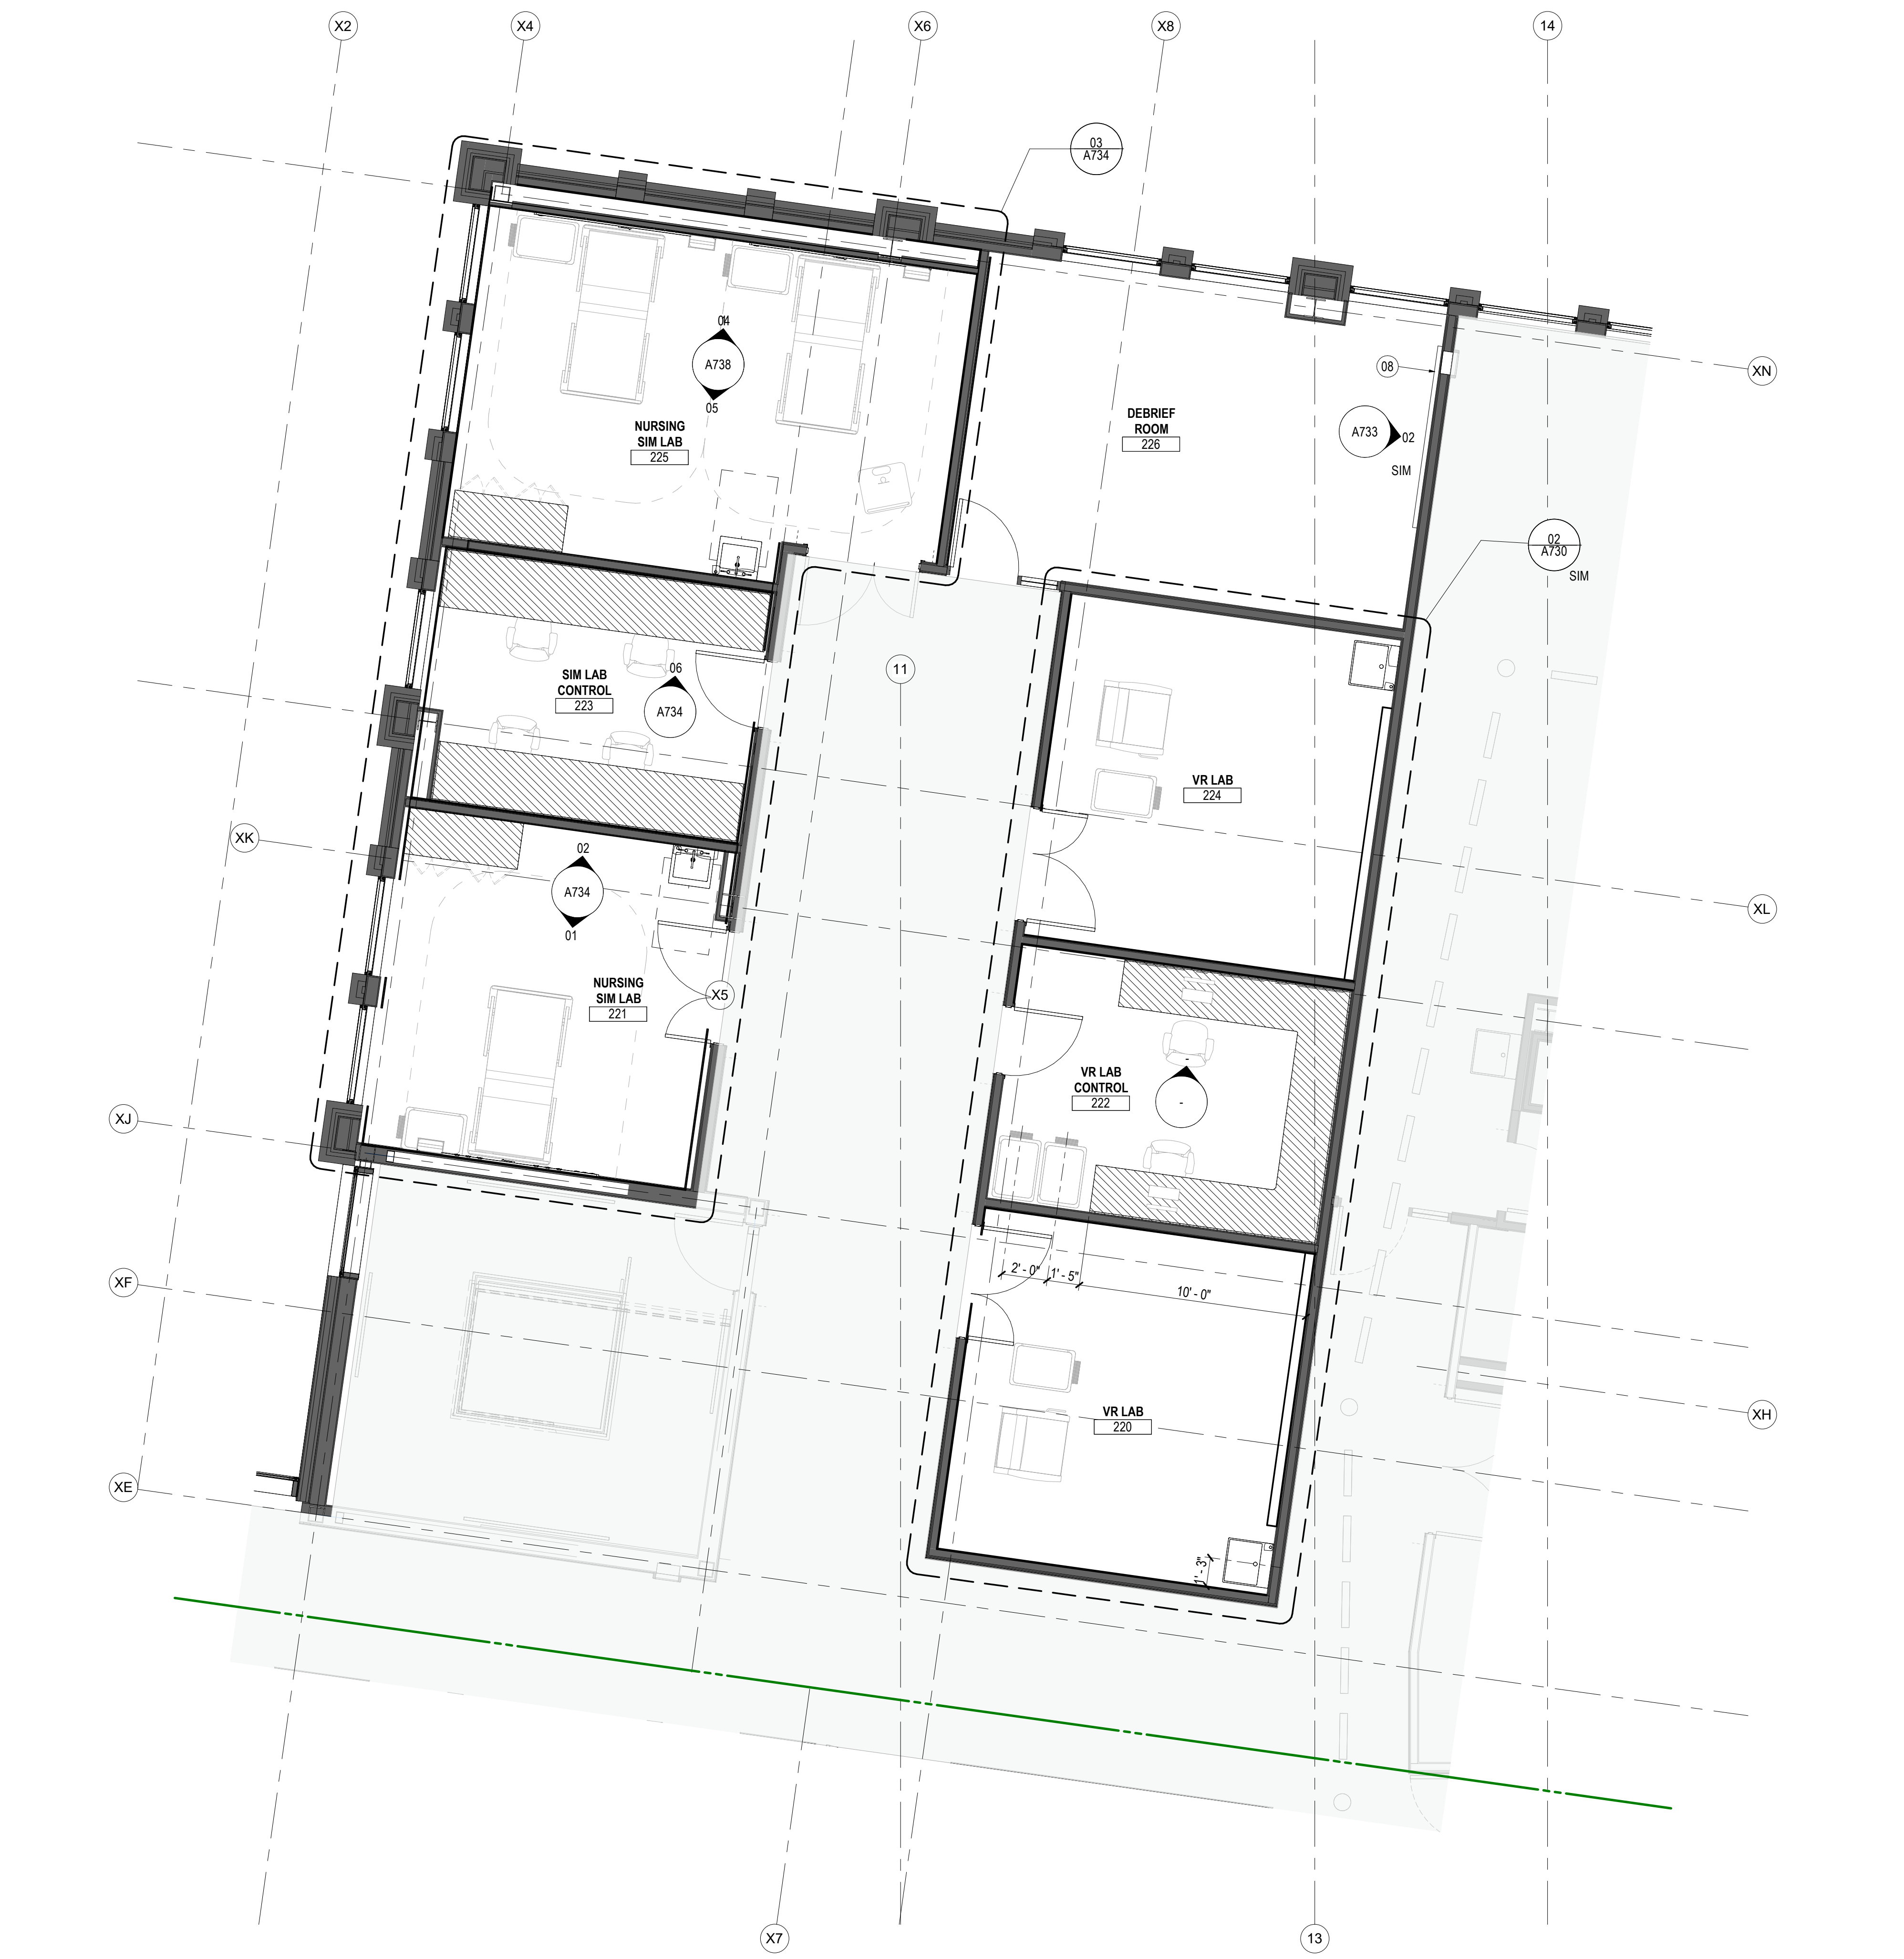 X2
X4
X6
X8
14
03
A734
XN
04
A738
05
NURSING
SIM LAB
225
DEBRIEF
ROOM
226
08
A733
02
SIM
02
A730
SIM
11
SIM LAB
CONTROL
223
06
A734
VR LAB
224
XK
02
A734
01
XL
NURSING
SIM LAB
221
X5
VR LAB
CONTROL
222
-
-
XJ
XF
2' - 0"
1' - 5"
10' - 0"
VR LAB
220
XH
XE
1' - 3"
X7
13